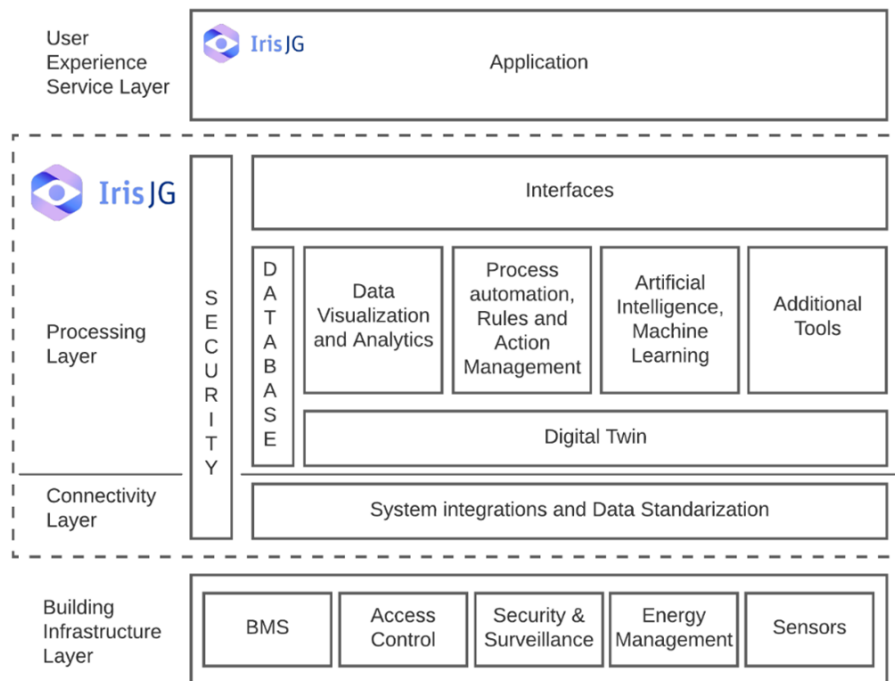 User
Experience
Service Layer
Iris JG
Application
Iris JG
Interfaces
SECURITY
DATABASE
Data
Visualization
and Analytics
Process
automation,
Rules and
Action
Management
Artificial
Intelligence,
Machine
Learning
Additional
Tools
Processing
Layer
Digital Twin
Connectivity
Layer
System integrations and Data Standarization
Building
Infrastructure
Layer
BMS
Access
Control
Security &
Surveillance
Energy
Management
Sensors